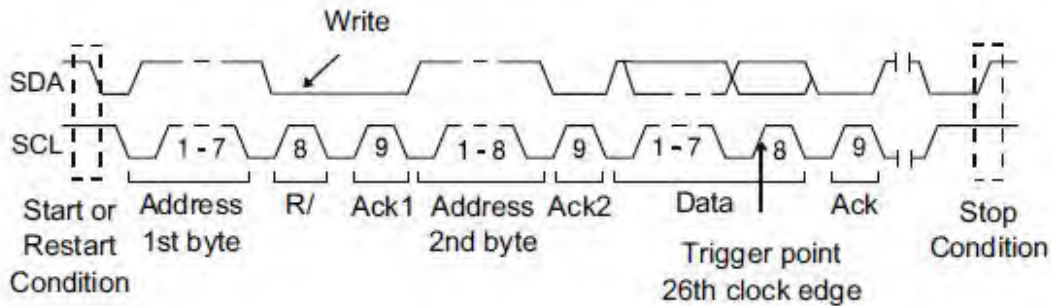 Write
SDA
SCL
1 - 7
8
9
1 - 8
9
1 - 7
8
9
Start or
Restart
Condition
Address
1st byte
R/
Ack1
Address
2nd byte
Ack2
Data
Trigger point
26th clock edge
Ack
Stop
Condition